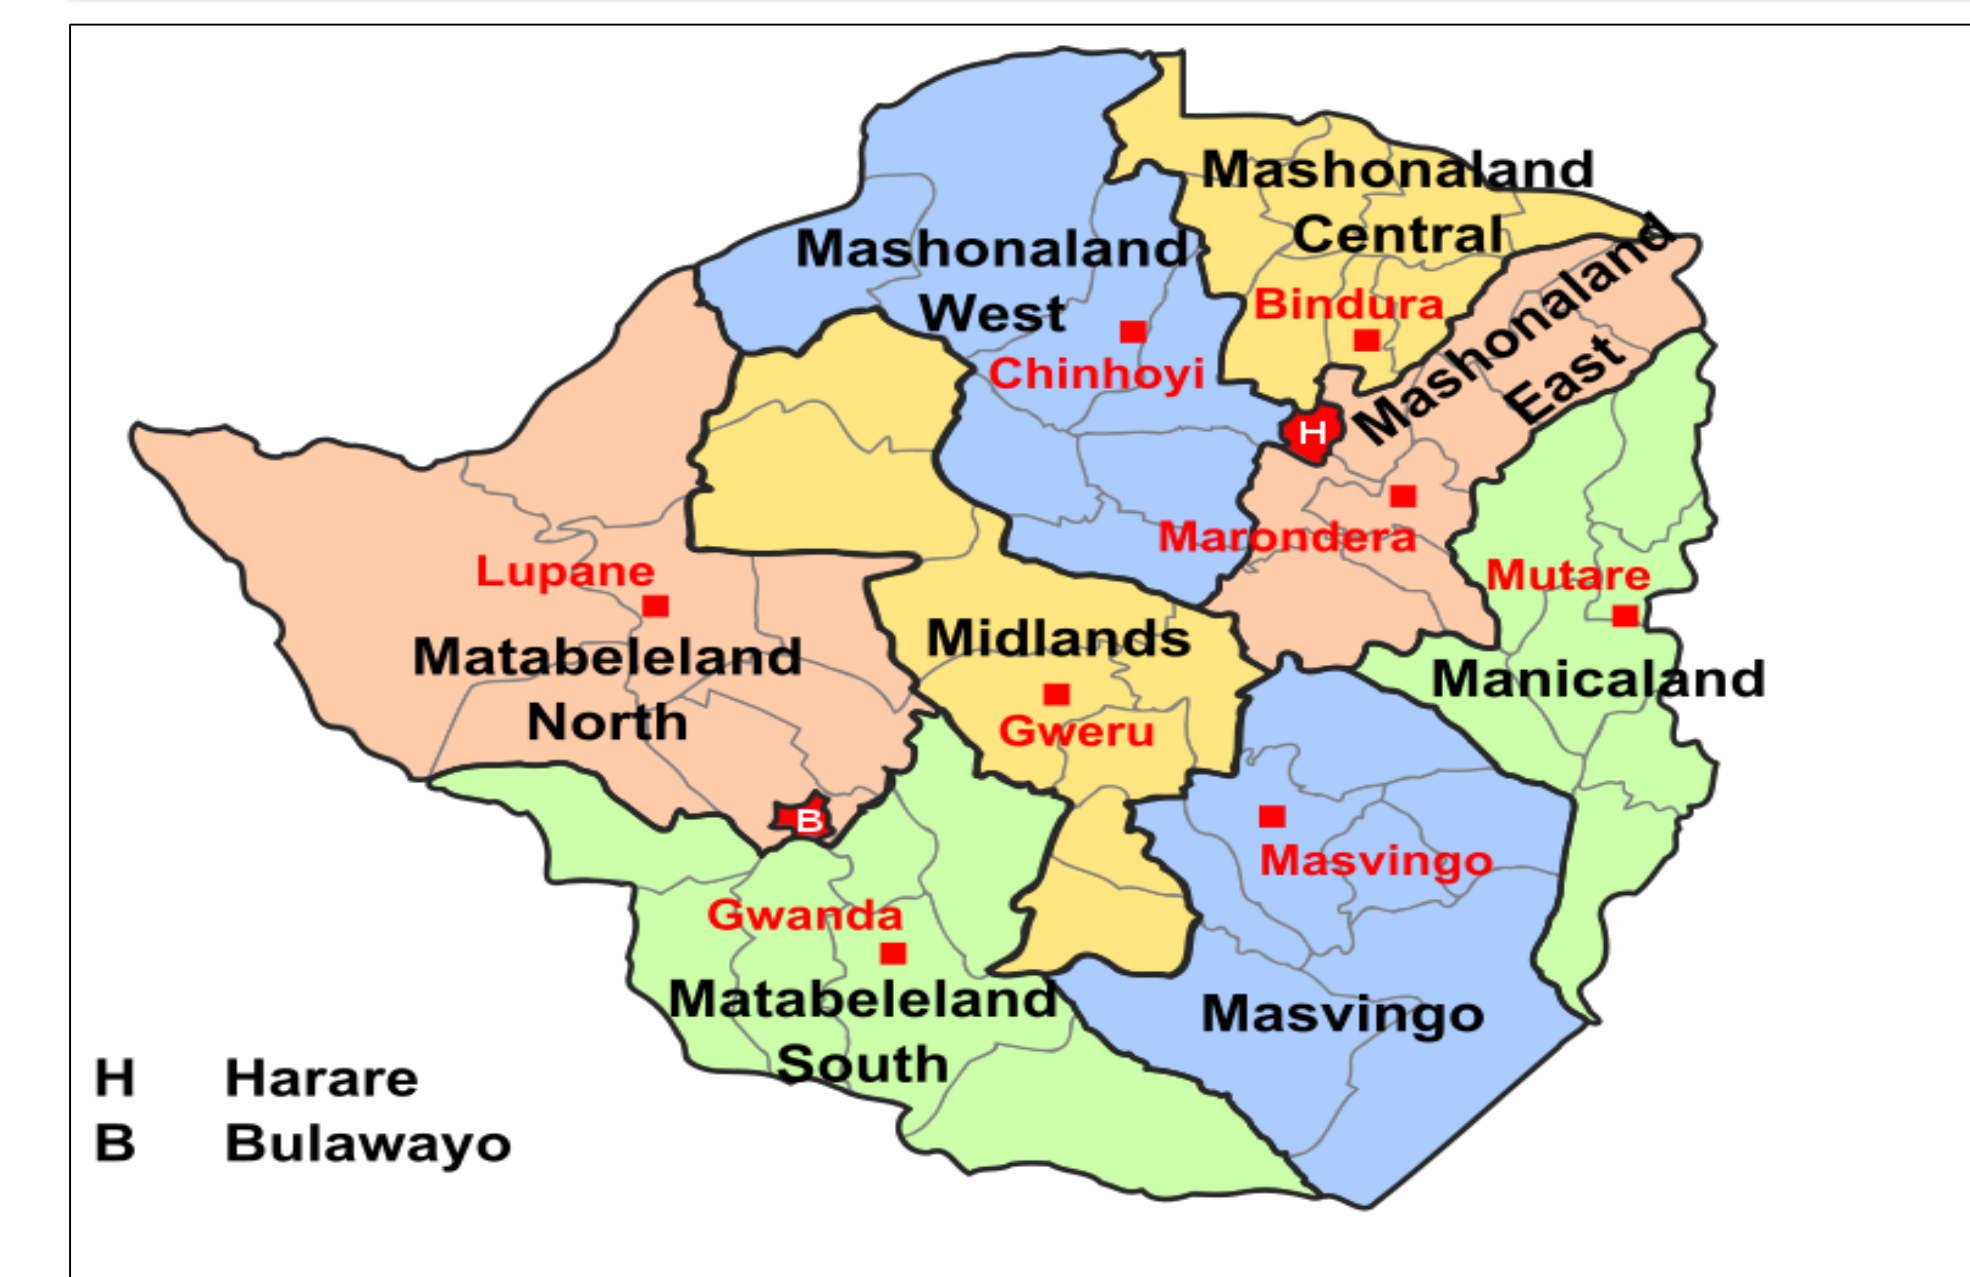 Mashonaland
Central
Mashonaland
West
Bindura
Chinhoyi
Mashonaland
East
H
Marondera
Lupane
Mutare
Matabeleland
North
Midlands
Gweru
Manicaland
B
Masvingo
Gwanda
Matabeleland
South
Masvingo
H Harare
B Bulawayo